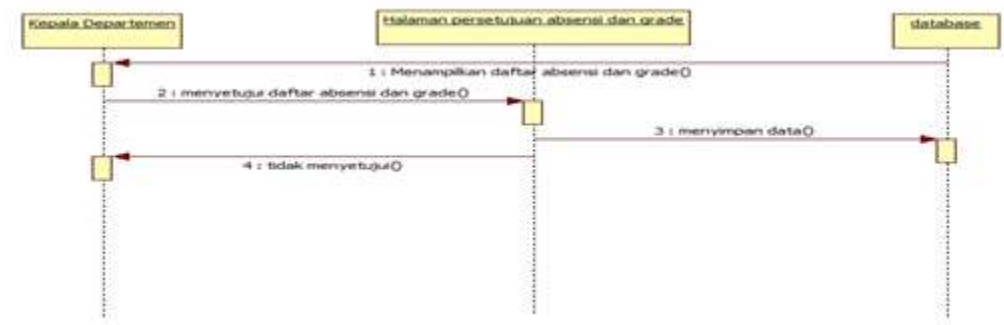 Kepala Departemen
Halaman persetujuan absensi dan grade
database
1 : Menampilkan daftar absensi dan grade()
2 : menyetujui daftar absensi dan grade()
3 : menyimpan data()
4 : tidak menyetujui()